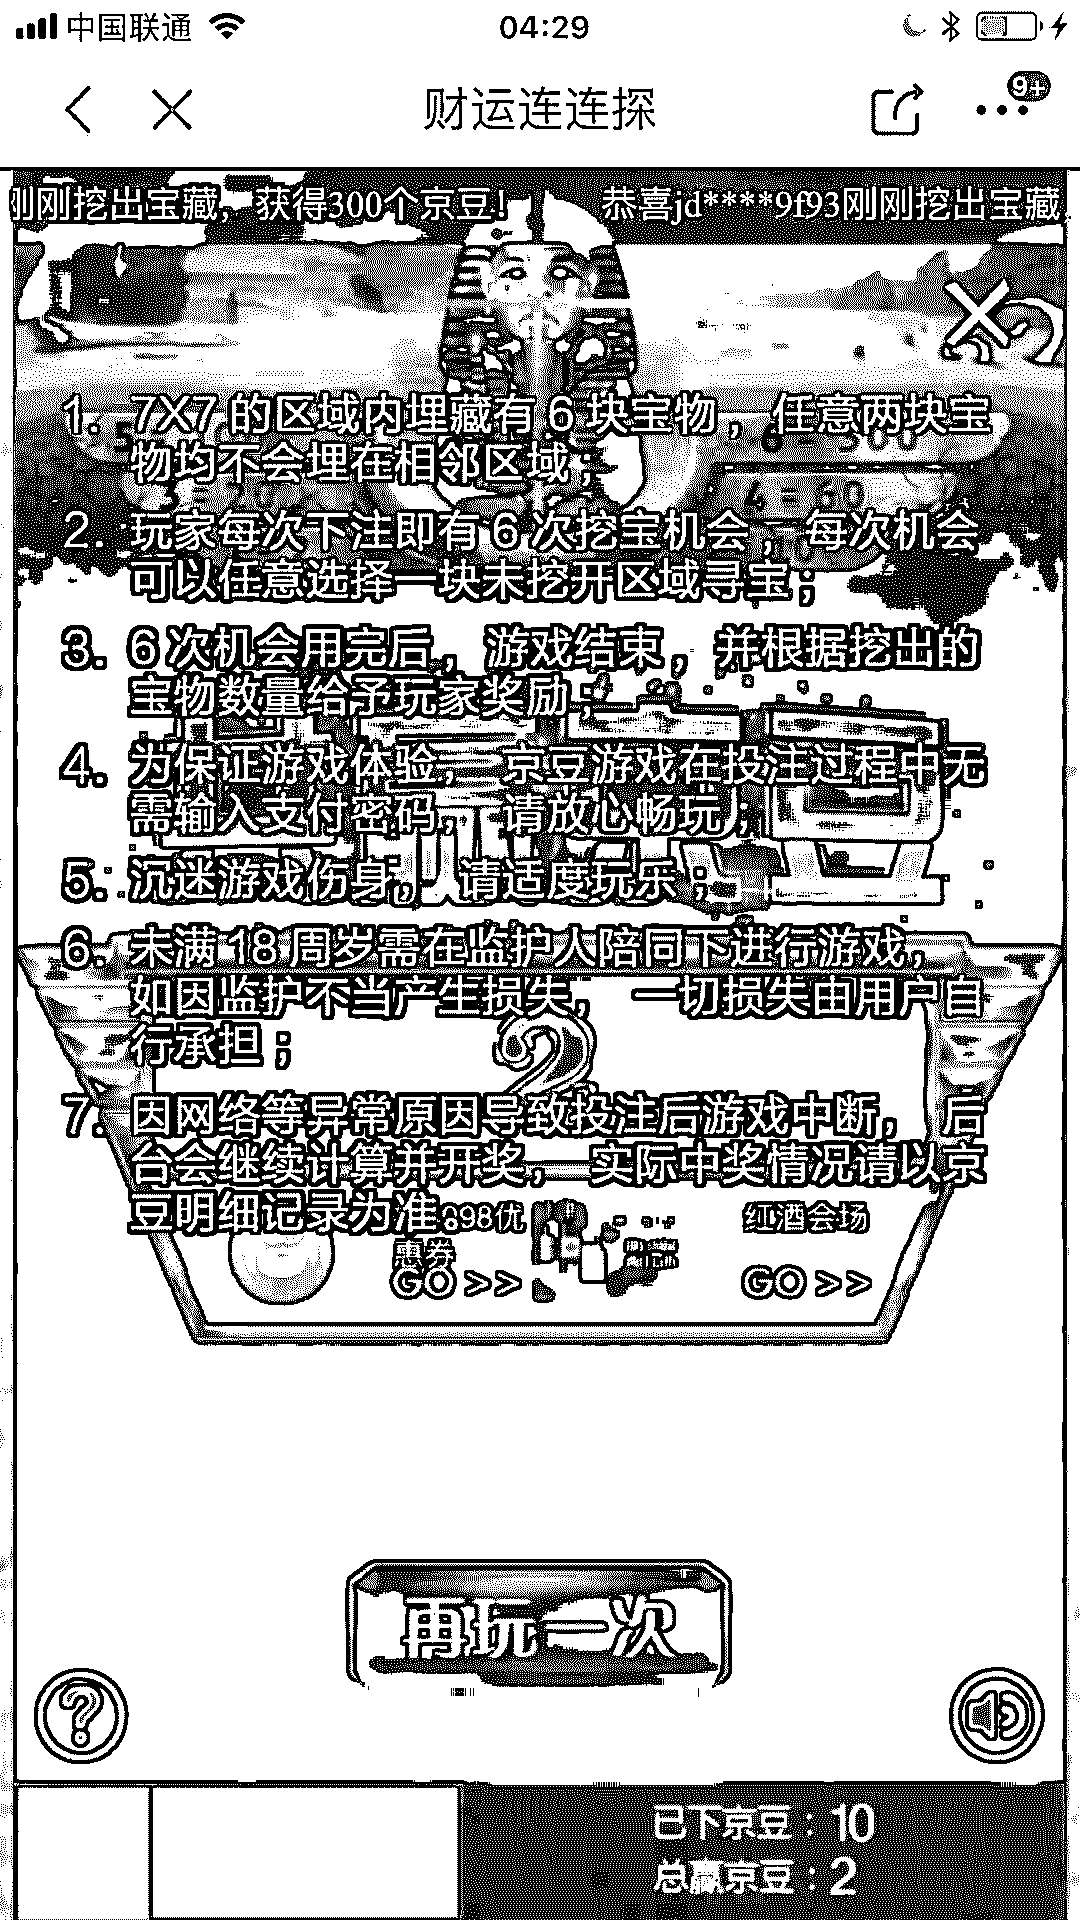 中国联通 04:29
财运连连探 9+
刚刚挖出宝藏，获得300个京豆！ 恭喜jd****9f93刚刚挖出宝藏,
1. 7X7 的区域内埋藏有 6 块宝物，任意两块宝
物均不会埋在相邻区域；
4 = 60
2. 玩家每次下注即有 6 次挖宝机会，每次机会
可以任意选择一块未挖开区域寻宝；
3. 6 次机会用完后，游戏结束，并根据挖出的
宝物数量给予玩家奖励；
4. 为保证游戏体验，京豆游戏在投注过程中无
需输入支付密码，请放心畅玩；
5. 沉迷游戏伤身，请适度玩乐；
6. 未满 18 周岁需在监护人陪同下进行游戏，
如因监护不当产生损失，一切损失由用户自
行承担；
2
7. 因网络等异常原因导致投注后游戏中断，后
台会继续计算并开奖，实际中奖情况请以京
豆明细记录为准。
698优 红酒会场
惠券
GO >> GO >>
再玩一次
?
已下京豆：10
总赢京豆：2